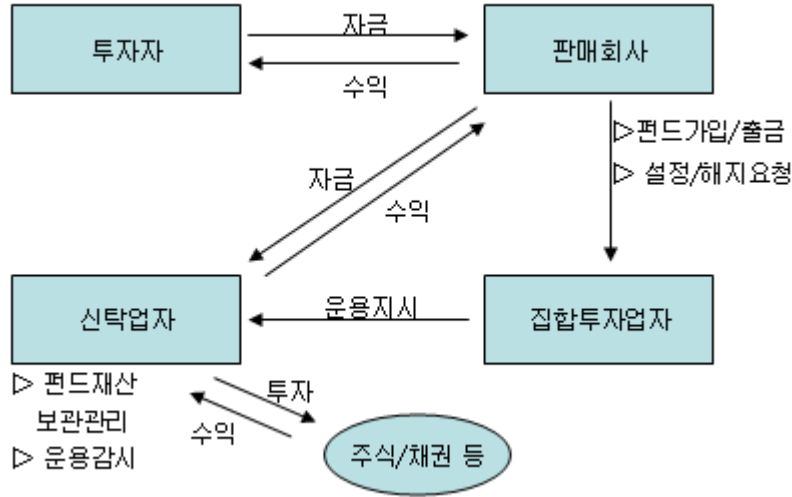 투자자
자금
수익
판매회사
▷펀드가입/출금
▷ 설정/해지요청
자금
수익
신탁업자
운용지시
집합투자업자
▷ 펀드재산
보관관리
▷ 운용감시
투자
수익
주식/채권 등